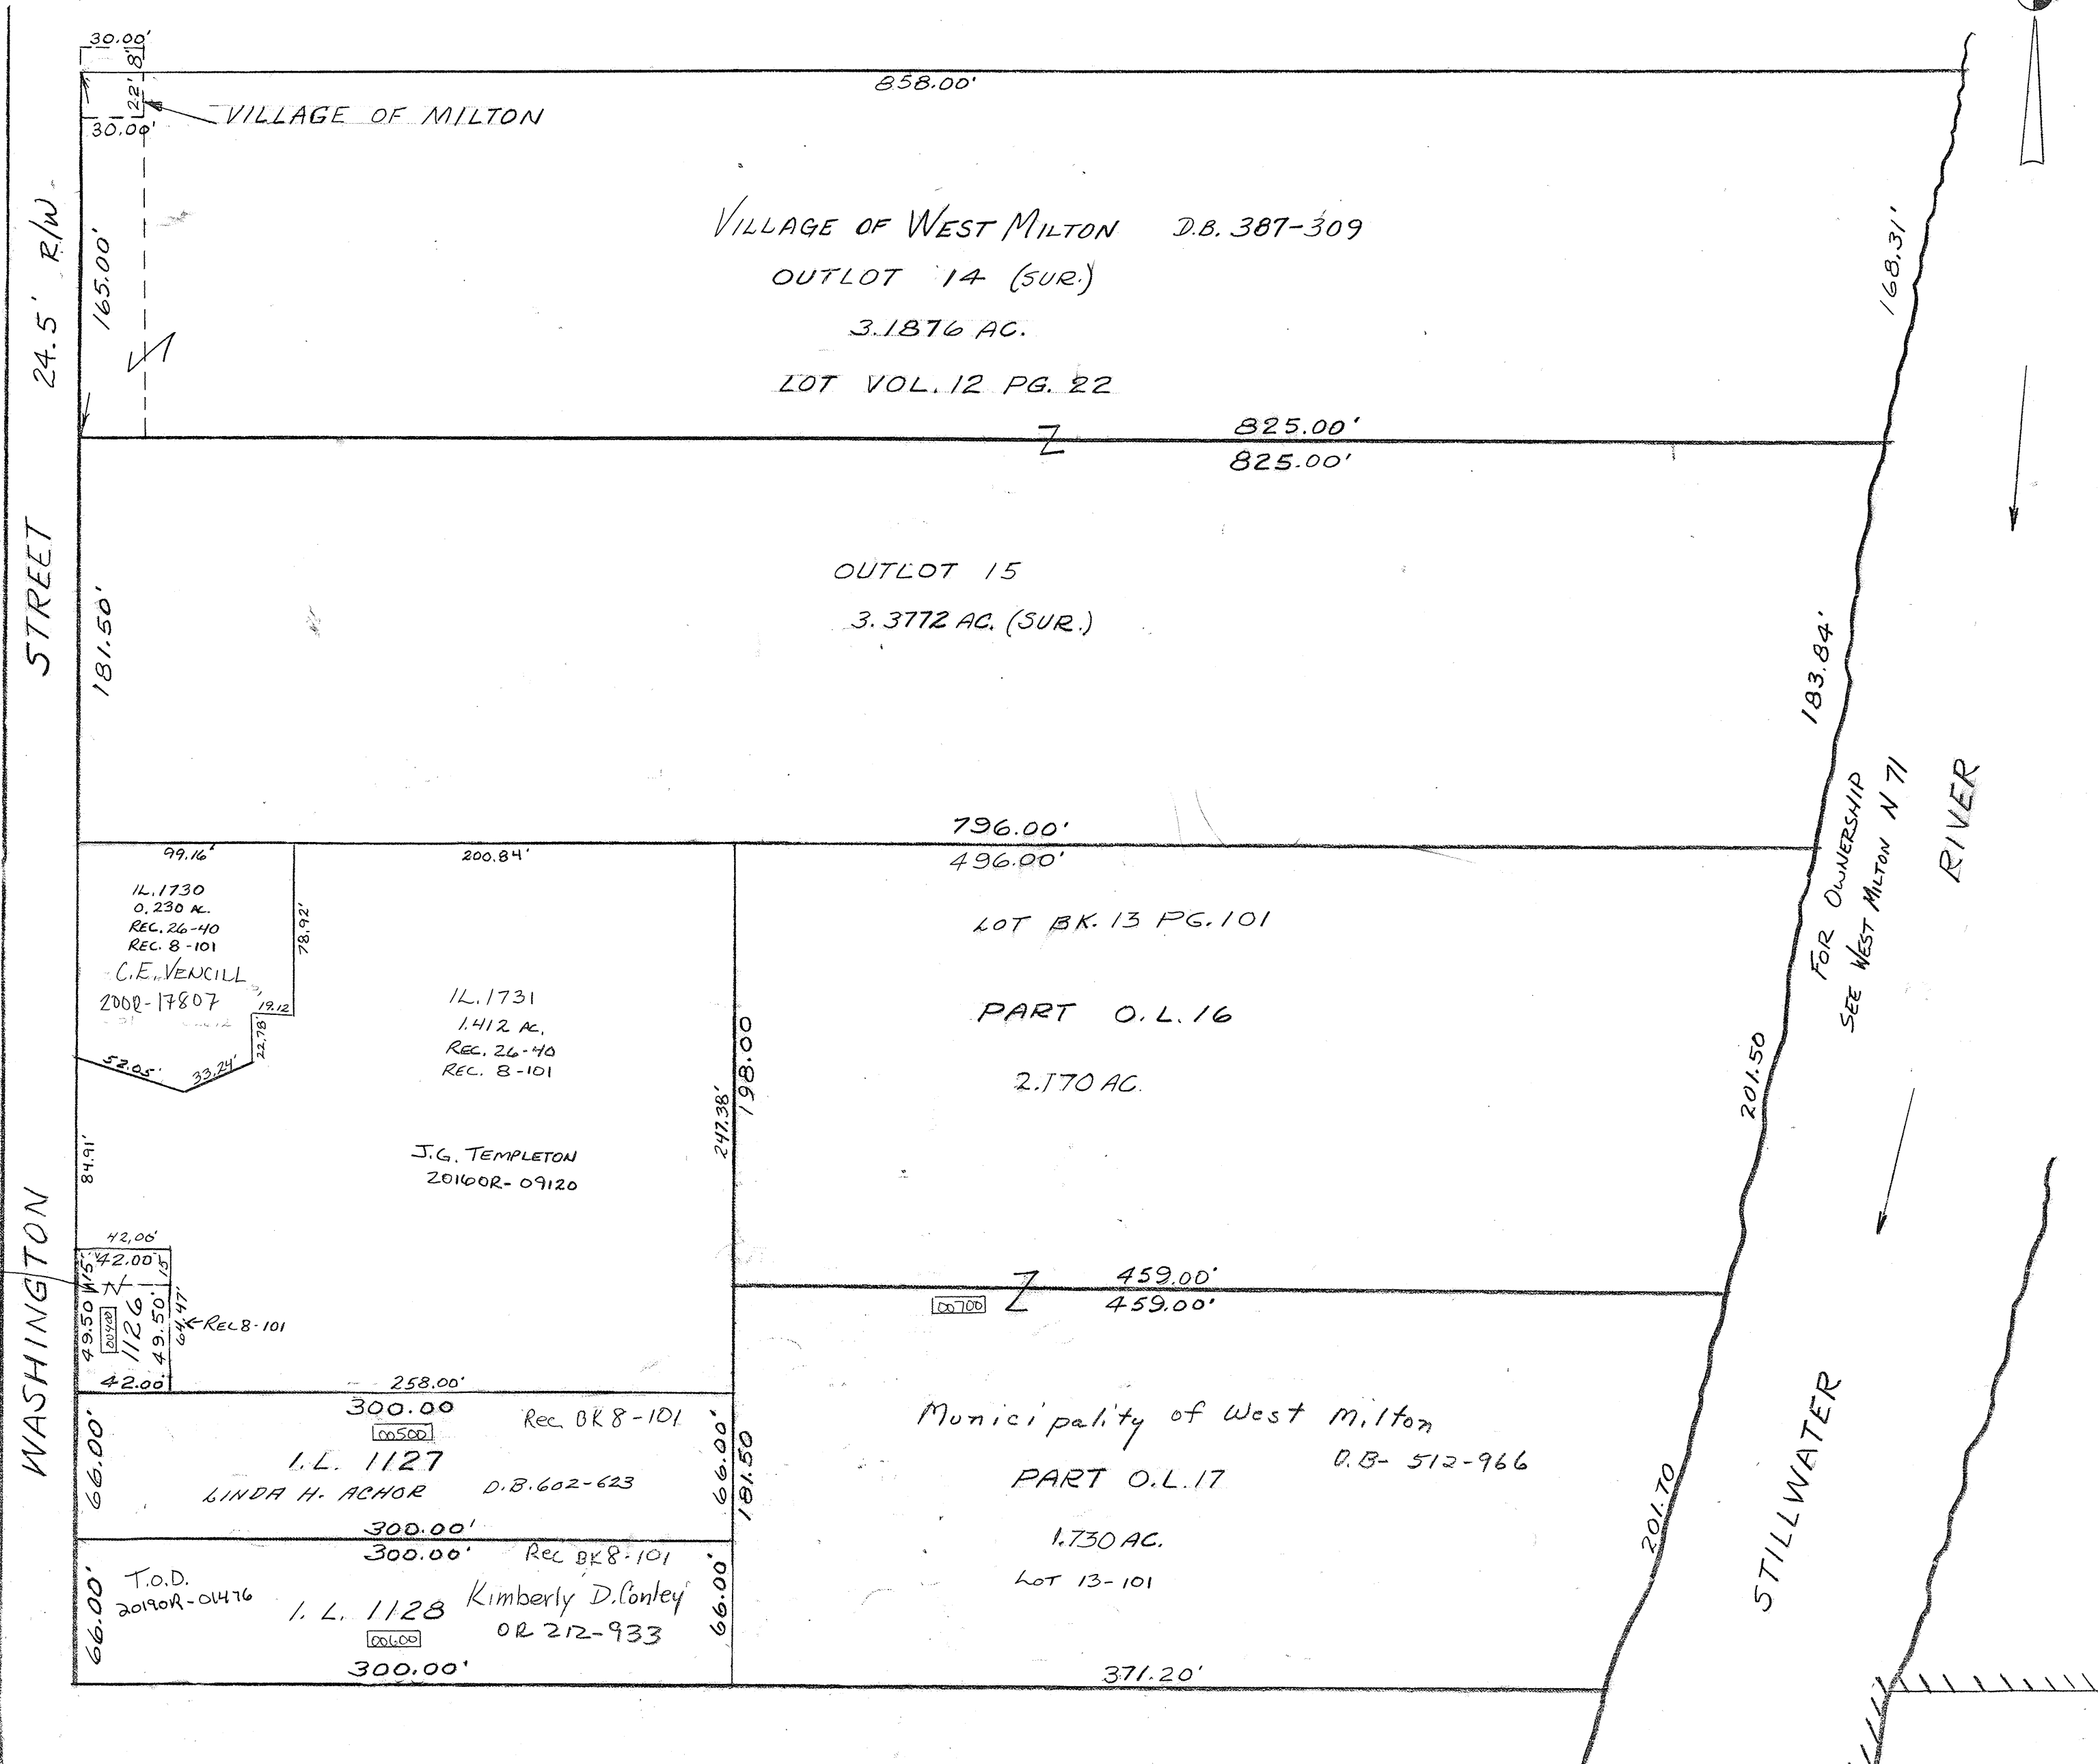 30.00'
8'
858.00'
22'
30.00'
VILLAGE OF MILTON
24.5' R/W
165.00'
VILLAGE OF WEST MILTON D.B. 387-309
OUTLOT 14 (SUR.)
3.1876 AC.
LOT VOL. 12 PG. 22
168.31'
825.00'
825.00'
STREET
181.50'
OUTLOT 15
3.3772 AC. (SUR.)
183.84'
FOR OWNERSHIP
SEE WEST MILTON N 71
RIVER
796.00'
99.16'
200.84'
496.00'
I.L. 1730
0.230 AC.
REC. 26-40
REC. 8-101
C.E. VENCILL
200R-17807
78.92'
19.12
22.78'
52.05'
33.24'
I.L. 1731
1.412 AC.
REC. 26-40
REC. 8-101
J.G. TEMPLETON
20160R-09120
247.38'
198.00
LOT BK. 13 PG. 101
PART O.L. 16
2.170 AC.
201.50
84.91'
WASHINGTON
42.00'
42.00'
15'
15'
49.50'
00400
1126
49.50'
64.47'
REC 8-101
42.00'
459.00'
00700
459.00'
258.00'
300.00
Rec. BK 8-101
00500
I.L. 1127
LINDA H. ACHOR D.B. 602-623
66.00'
66.00'
181.50
300.00'
300.00'
Rec BK 8-101
T.O.D.
20190R-01476
I.L. 1128
Kimberly D. Conley
OR 212-933
00600
66.00'
66.00'
300.00'
Municipality of West Milton
D.B- 512-966
PART O.L. 17
1.730 AC.
LOT 13-101
201.70
STILLWATER
371.20'